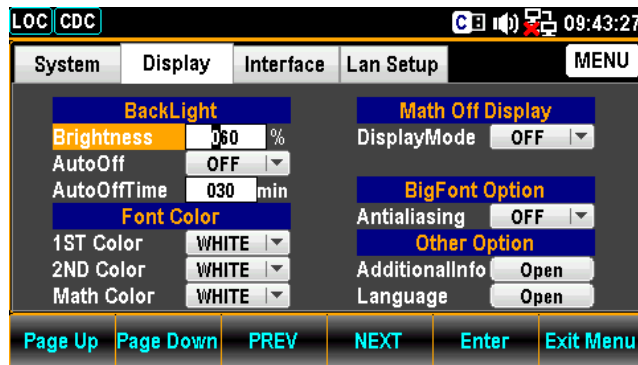 LOC CDC C 09:43:27
System Display Interface Lan Setup MENU
BackLight
Brightness 060 %
AutoOff OFF
AutoOffTime 030 min
Font Color
1ST Color WHITE
2ND Color WHITE
Math Color WHITE
Math Off Display
DisplayMode OFF
BigFont Option
Antialiasing OFF
Other Option
AdditionalInfo Open
Language Open
Page Up Page Down PREV NEXT Enter Exit Menu